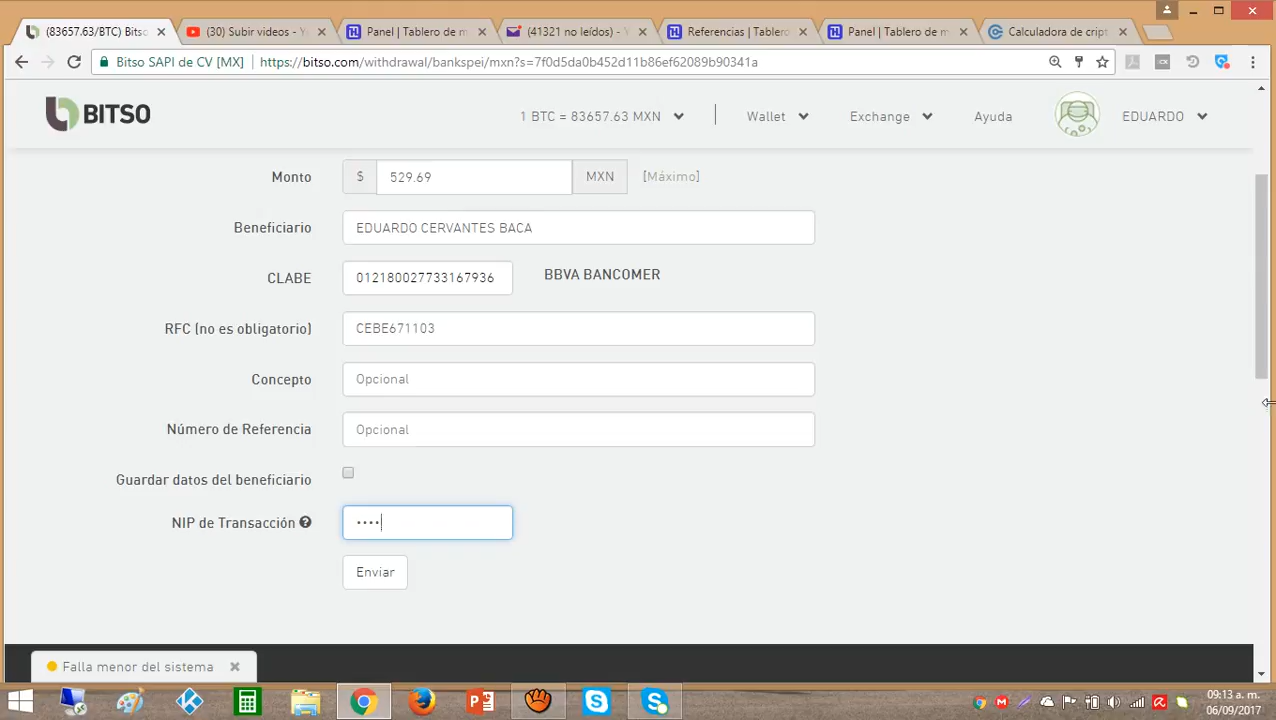 (83657.63/BTC) Bitso
(30) Subir videos - Y
Panel | Tablero de m
(41321 no leídos) - Y
Referencias | Tablero
Panel | Tablero de m
Calculadora de cript
Bitso SAPI de CV [MX]
https://bitso.com/withdrawal/bankspei/mxn?s=7f0d5da0b452d11b86ef62089b90341a
BITSO
1 BTC = 83657.63 MXN
Wallet
Exchange
Ayuda
EDUARDO
Monto
$
529.69
MXN
[Máximo]
Beneficiario
EDUARDO CERVANTES BACA
CLABE
012180027733167936
BBVA BANCOMER
RFC (no es obligatorio)
CEBE671103
Concepto
Opcional
Número de Referencia
Opcional
Guardar datos del beneficiario
NIP de Transacción
Enviar
Falla menor del sistema
09:13 a. m.
06/09/2017